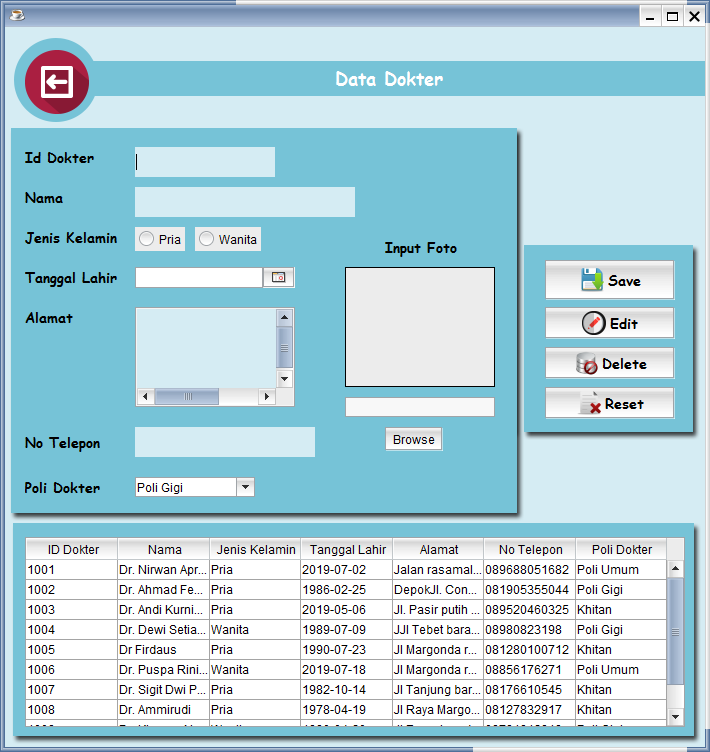 Data Dokter
Id Dokter
Nama
Jenis Kelamin Pria Wanita
Input Foto
Tanggal Lahir
Alamat
No Telepon
Browse
Poli Dokter Poli Gigi
Save
Edit
Delete
Reset
ID Dokter Nama Jenis Kelamin Tanggal Lahir Alamat No Telepon Poli Dokter
1001 Dr. Nirwan Apr... Pria 2019-07-02 Jalan rasamal... 089688051682 Poli Umum
1002 Dr. Ahmad Fe... Pria 1986-02-25 DepokJl. Con... 081905355044 Poli Gigi
1003 Dr. Andi Kurni... Pria 2019-05-06 Jl. Pasir putih ... 089520460325 Khitan
1004 Dr. Dewi Setia... Wanita 1989-07-09 JJl Tebet bara... 08980823198 Poli Gigi
1005 Dr Firdaus Pria 1990-07-23 Jl Margonda r... 081280100712 Khitan
1006 Dr. Puspa Rini... Wanita 2019-07-18 Jl Margonda r... 08856176271 Poli Umum
1007 Dr. Sigit Dwi P... Pria 1982-10-14 Jl Tanjung bar... 08176610545 Khitan
1008 Dr. Ammirudi Pria 1978-04-19 Jl Raya Margo... 08127832917 Khitan